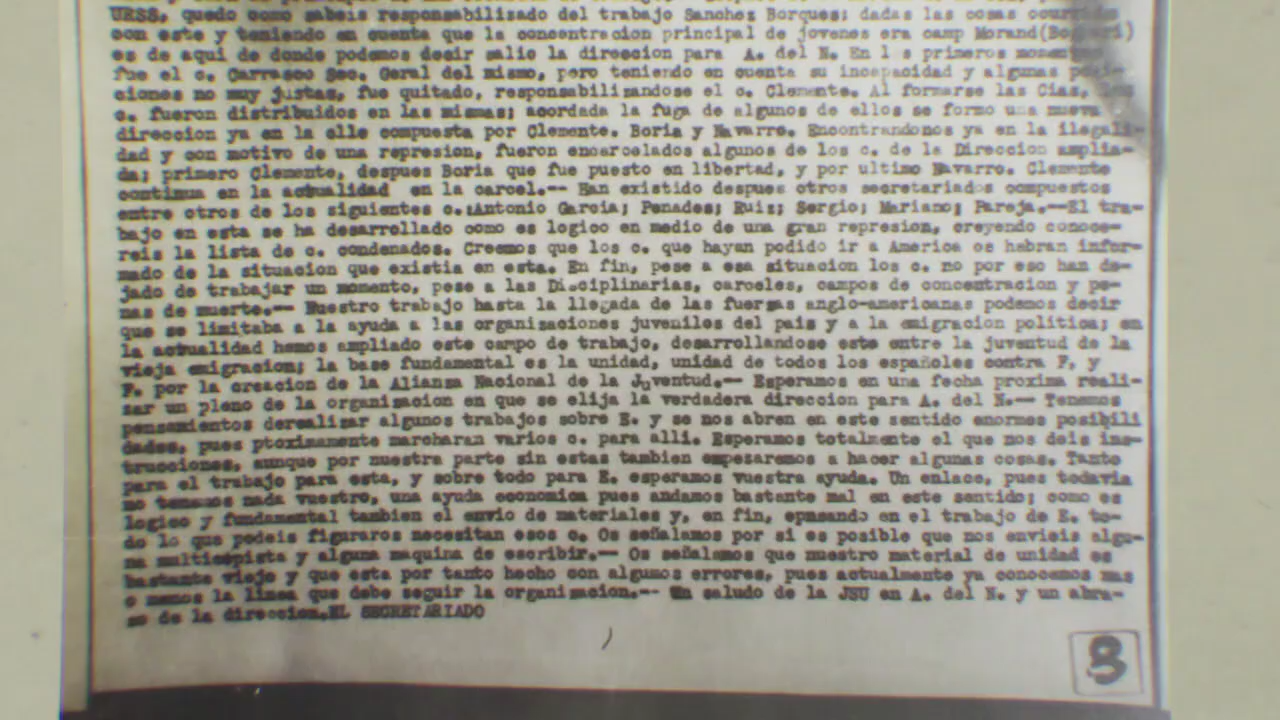 URSS, quedo como sabeis responsabilizado del trabajo Sanchez Borques; dadas las cosas
con este y teniendo en cuenta que la concentracion principal de jovenes era camp Morand(
es de aqui de donde podemos decir salio la direccion para A. del N. En l s primeros
fue el c. Carrasco Sec. Geral del mismo, pero teniendo en cuenta su incapacidad y algunas
ciones no muy justas, fue quitado, responsabilizandose el c. Clemente. Al formarse las Cias,
c. fueron distribuidos en las mismas; acordada la fuga de algunos de ellos se formo una nueva
direccion ya en la elle compuesta por Clemente. Boria y Navarro. Encontrandonos ya en la ilegali-
dad y con motivo de una represion, fueron encarcelados algunos de los c. de la Direccion amplia-
da; primero Clemente, despues Boria que fue puesto en libertad, y por ultimo Navarro. Clemente
continua en la actualidad en la carcel.-- Han existido despues otros secretariados compuestos
entre otros de los siguientes c.:Antonio Garcia; Penades; Ruiz; Sergio; Mariano; Pareja.--El tra-
bajo en esta se ha desarrollado como es logico en medio de una gran represion, creyendo conoce-
reis la lista de c. condenados. Creemos que los c. que hayan podido ir a America os habran infor-
mado de la situacion que existia en esta. En fin, pese a esa situacion los c. no por eso han de-
jado de trabajar un momento, pese a las Disciplinarias, carceles, campos de concentracion y pe-
nas de muerte.-- Nuestro trabajo hasta la llegada de las fuerzas anglo-americanas podemos decir
que se limitaba a la ayuda a las organizaciones juveniles del pais y a la emigracion politica; en
la actualidad hemos ampliado este campo de trabajo, desarrollandose este entre la juventud de la
vieja emigracion; la base fundamental es la unidad, unidad de todos los españoles contra F. y
F. por la creacion de la Alianza Nacional de la Juventud.-- Esperamos en una fecha proxima reali-
zar un pleno de la organizacion en que se elija la verdadera direccion para A. del N.-- Tenemos
pensamientos derealizar algunos trabajos sobre E. y se nos abren en este sentido enormes posibili
dades, pues ptoximamente marcharan varios c. para alli. Esperamos totalmente el que nos deis ins-
trucciones, aunque por nuestra parte sin estas tambien empezaremos a hacer algunas cosas. Tanto
para el trabajo para esta, y sobre todo para E. esperamos vuestra ayuda. Un enlace, pues todavia
no tenemos nada vuestro, una ayuda economica pues andamos bastante mal en este sentido; como es
logico y fundamental tambien el envio de materiales y, en fin, epnsando en el trabajo de E. to-
do lo que podeis figuraros necesitan esos c. Os señalamos por si es posible que nos envieis algu-
na multicopista y alguna maquina de escribir.-- Os señalamos que nuestro material de unidad es
bastante viejo y que esta por tanto hecho con algunos errores, pues actualmente ya conocemos mas
o menos la linea que debe seguir la organizacion.-- Un saludo de la JSU en A. del N. y un abra-
zo de la direccion.EL SECRETARIADO
3